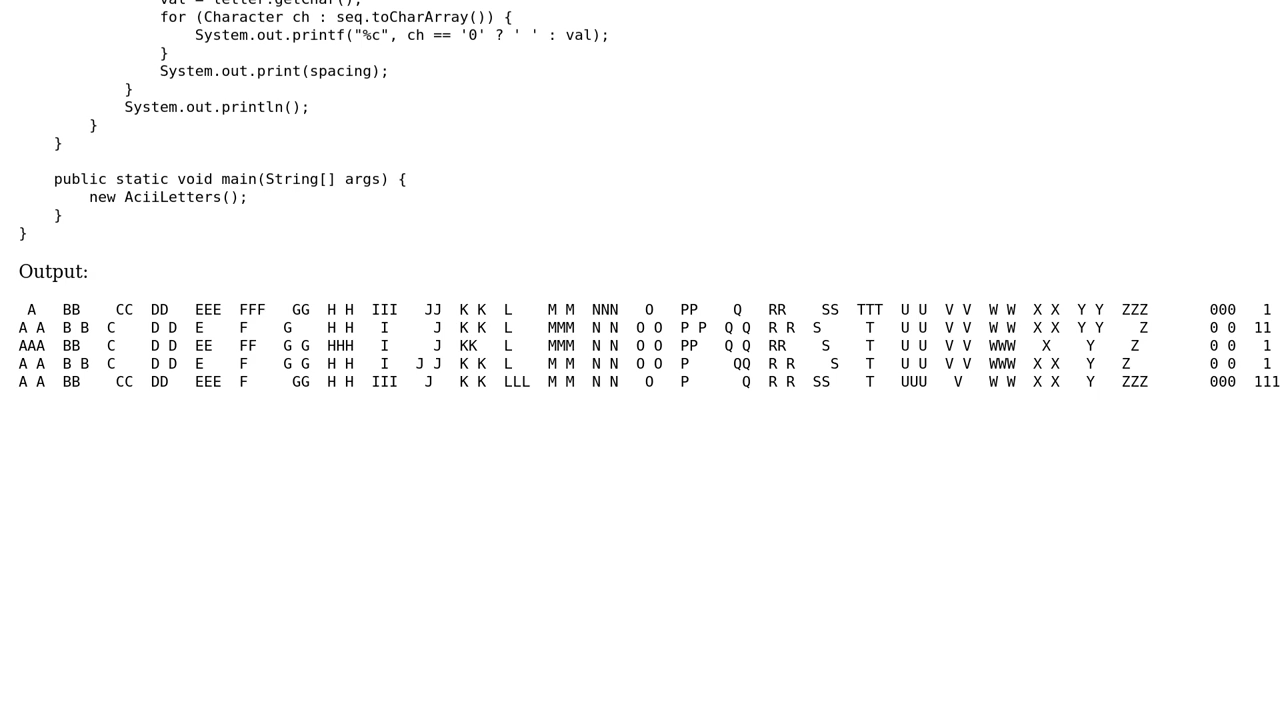 val = letter.getChar();
                for (Character ch : seq.toCharArray()) {
                    System.out.printf("%c", ch == '0' ? ' ' : val);
                }
                System.out.print(spacing);
            }
            System.out.println();
        }
    }

    public static void main(String[] args) {
        new AciiLetters();
    }
}
Output:
 A   BB    CC  DD   EEE  FFF   GG  H H  III   JJ  K K  L    M M  NNN   O   PP    Q   RR    SS  TTT  U U  V V  W W  X X  Y Y  ZZZ       000   1
A A  B B  C    D D  E    F    G    H H   I     J  K K  L    MMM  N N  O O  P P  Q Q  R R  S     T   U U  V V  W W  X X  Y Y    Z       0 0  11
AAA  BB   C    D D  EE   FF   G G  HHH   I     J  KK   L    MMM  N N  O O  PP   Q Q  RR    S    T   U U  V V  WWW   X    Y    Z        0 0   1
A A  B B  C    D D  E    F    G G  H H   I   J J  K K  L    M M  N N  O O  P     QQ  R R    S   T   U U  V V  WWW  X X   Y   Z         0 0   1
A A  BB    CC  DD   EEE  F     GG  H H  III   J   K K  LLL  M M  N N   O   P      Q  R R  SS    T   UUU   V   W W  X X   Y   ZZZ       000  111